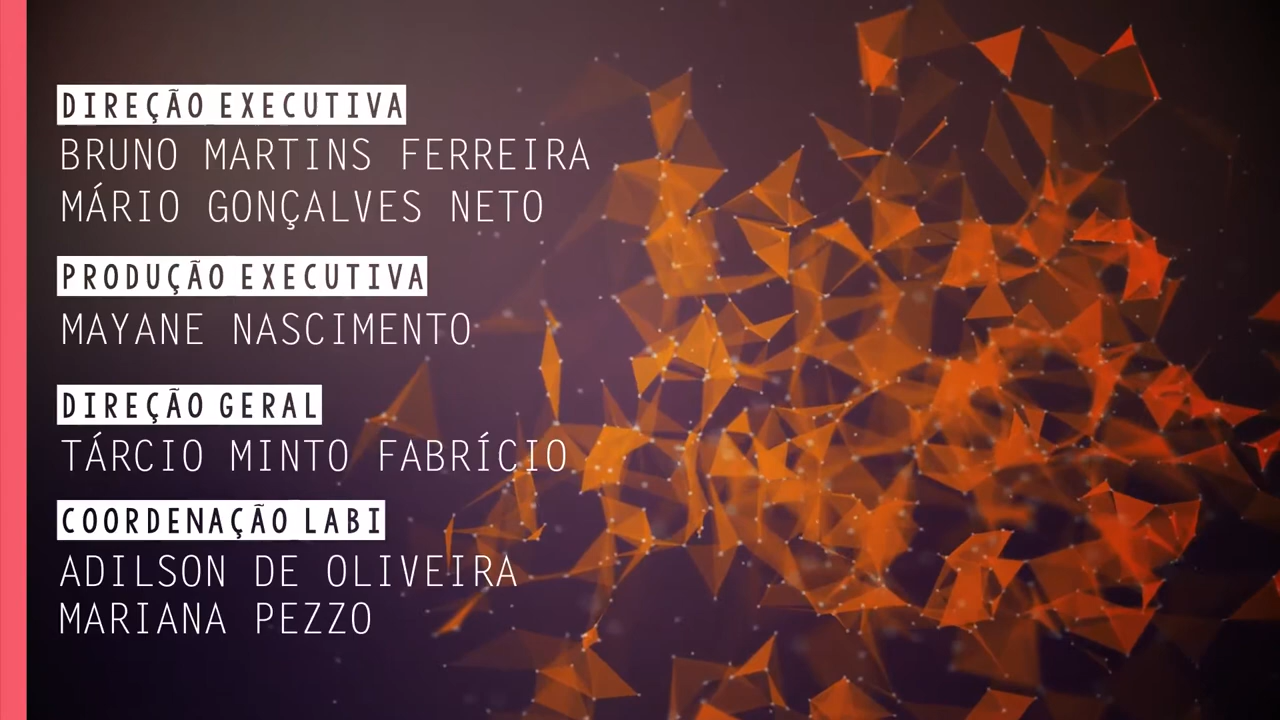 DIREÇÃO EXECUTIVA
BRUNO MARTINS FERREIRA
MÁRIO GONÇALVES NETO
PRODUÇÃO EXECUTIVA
MAYANE NASCIMENTO
DIREÇÃO GERAL
TÁRCIO MINTO FABRÍCIO
COORDENAÇÃO LABI
ADILSON DE OLIVEIRA
MARIANA PEZZO